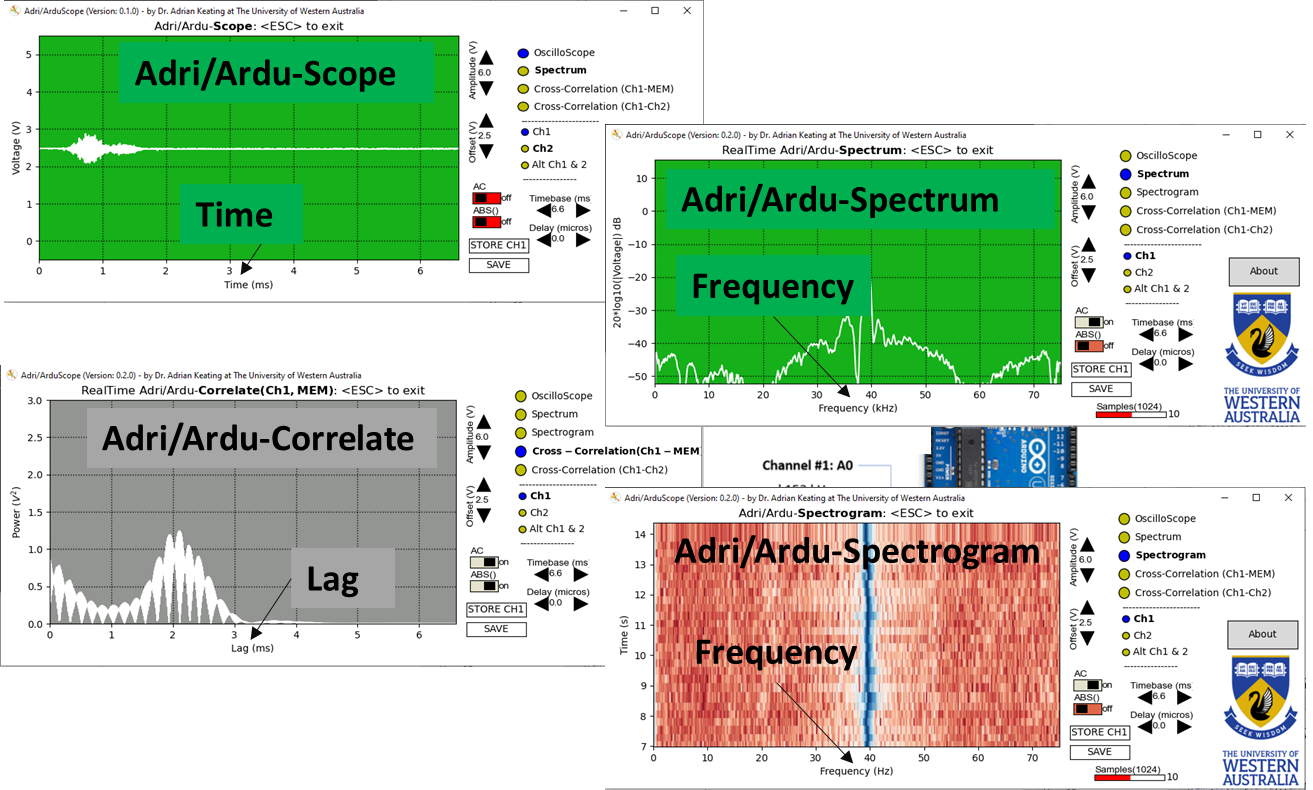 Adri/ArduScope (Version: 0.1.0) - by Dr. Adrian Keating at The University of Western Australia
Adri/Ardu-Scope: <ESC> to exit
Adri/Ardu-Scope
Time
Voltage (V)
5
4
3
2
1
0
0 1 2 3 4 5 6
Time (ms)
Amplitude (V)
6.0
Offset (V)
2.5
OscilloScope
Spectrum
Cross-Correlation (Ch1-MEM)
Cross-Correlation (Ch1-Ch2)
Ch1
Ch2
Alt Ch1 & 2
AC
off
ABS()
off
Timebase (ms
6.6
Delay (micros)
0.0
STORE CH1
SAVE
Adri/ArduScope (Version: 0.2.0) - by Dr. Adrian Keating at The University of Western Australia
RealTime Adri/Ardu-Spectrum: <ESC> to exit
Adri/Ardu-Spectrum
Frequency
20*log10(|Voltage|) dB
10
0
−10
−20
−30
−40
−50
0 10 20 30 40 50 60 70
Frequency (kHz)
Amplitude (V)
6.0
Offset (V)
2.5
OscilloScope
Spectrum
Spectrogram
Cross-Correlation (Ch1-MEM)
Cross-Correlation (Ch1-Ch2)
Ch1
Ch2
Alt Ch1 & 2
AC
on
ABS()
off
Timebase (ms
6.6
Delay (micros)
0.0
STORE CH1
SAVE
Samples(1024)
10
About
SEEK WISDOM
THE UNIVERSITY OF
WESTERN
AUSTRALIA
Adri/ArduScope (Version: 0.2.0) - by Dr. Adrian Keating at The University of Western Australia
RealTime Adri/Ardu-Correlate(Ch1, MEM): <ESC> to exit
Adri/Ardu-Correlate
Lag
Power (V²)
3.0
2.5
2.0
1.5
1.0
0.5
0.0
0 1 2 3 4 5 6
Lag (ms)
Amplitude (V)
6.0
Offset (V)
2.5
OscilloScope
Spectrum
Spectrogram
Cross − Correlation(Ch1 − MEM
Cross-Correlation (Ch1-Ch2)
Ch1
Ch2
Alt Ch1 & 2
AC
on
ABS()
on
Timebase (ms
6.6
Delay (micros)
0.0
STORE CH1
SAVE
Channel #1: A0
ARDUINO
Adri/ArduScope (Version: 0.2.0) - by Dr. Adrian Keating at The University of Western Australia
Adri/Ardu-Spectrogram: <ESC> to exit
Adri/Ardu-Spectrogram
Frequency
Time (s)
14
13
12
11
10
9
8
7
0 10 20 30 40 50 60 70
Frequency (Hz)
Amplitude (V)
6.0
Offset (V)
2.5
OscilloScope
Spectrum
Spectrogram
Cross-Correlation (Ch1-MEM)
Cross-Correlation (Ch1-Ch2)
Ch1
Ch2
Alt Ch1 & 2
AC
on
ABS()
off
Timebase (ms
6.6
Delay (micros)
0.0
STORE CH1
SAVE
Samples(1024)
10
About
SEEK WISDOM
THE UNIVERSITY OF
WESTERN
AUSTRALIA